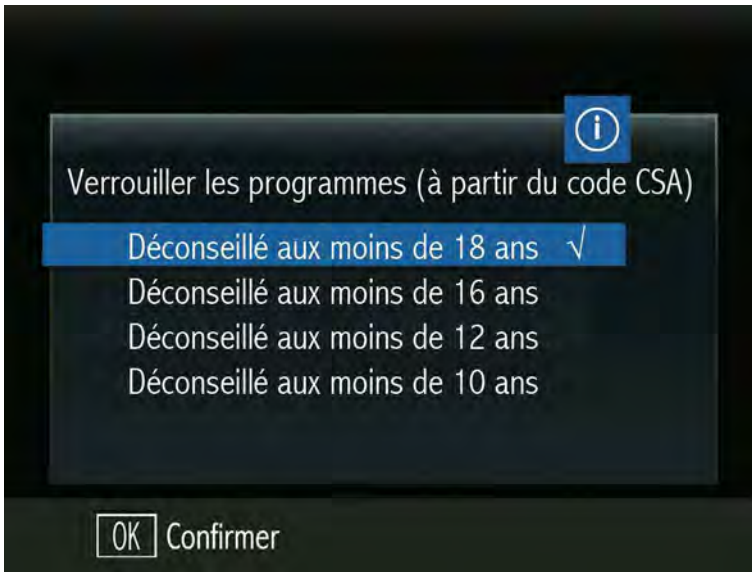 i
Verrouiller les programmes (à partir du code CSA)
Déconseillé aux moins de 18 ans √
Déconseillé aux moins de 16 ans
Déconseillé aux moins de 12 ans
Déconseillé aux moins de 10 ans
OK Confirmer